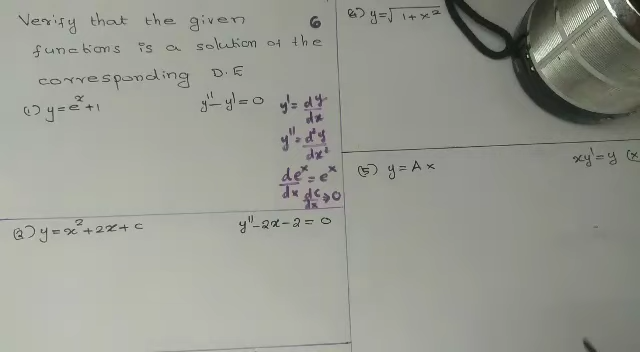 Verify that the given 6
functions is a solution of the
corresponding D.E
(1) y = e^x + 1 y'' - y' = 0
y' = dy/dx
y'' = d²y/dx²
de^x/dx = e^x
dc/dx → 0
(2) y = x² + 2x + c y'' - 2x - 2 = 0
y = √1 + x²
(5) y = Ax xy' = y (x